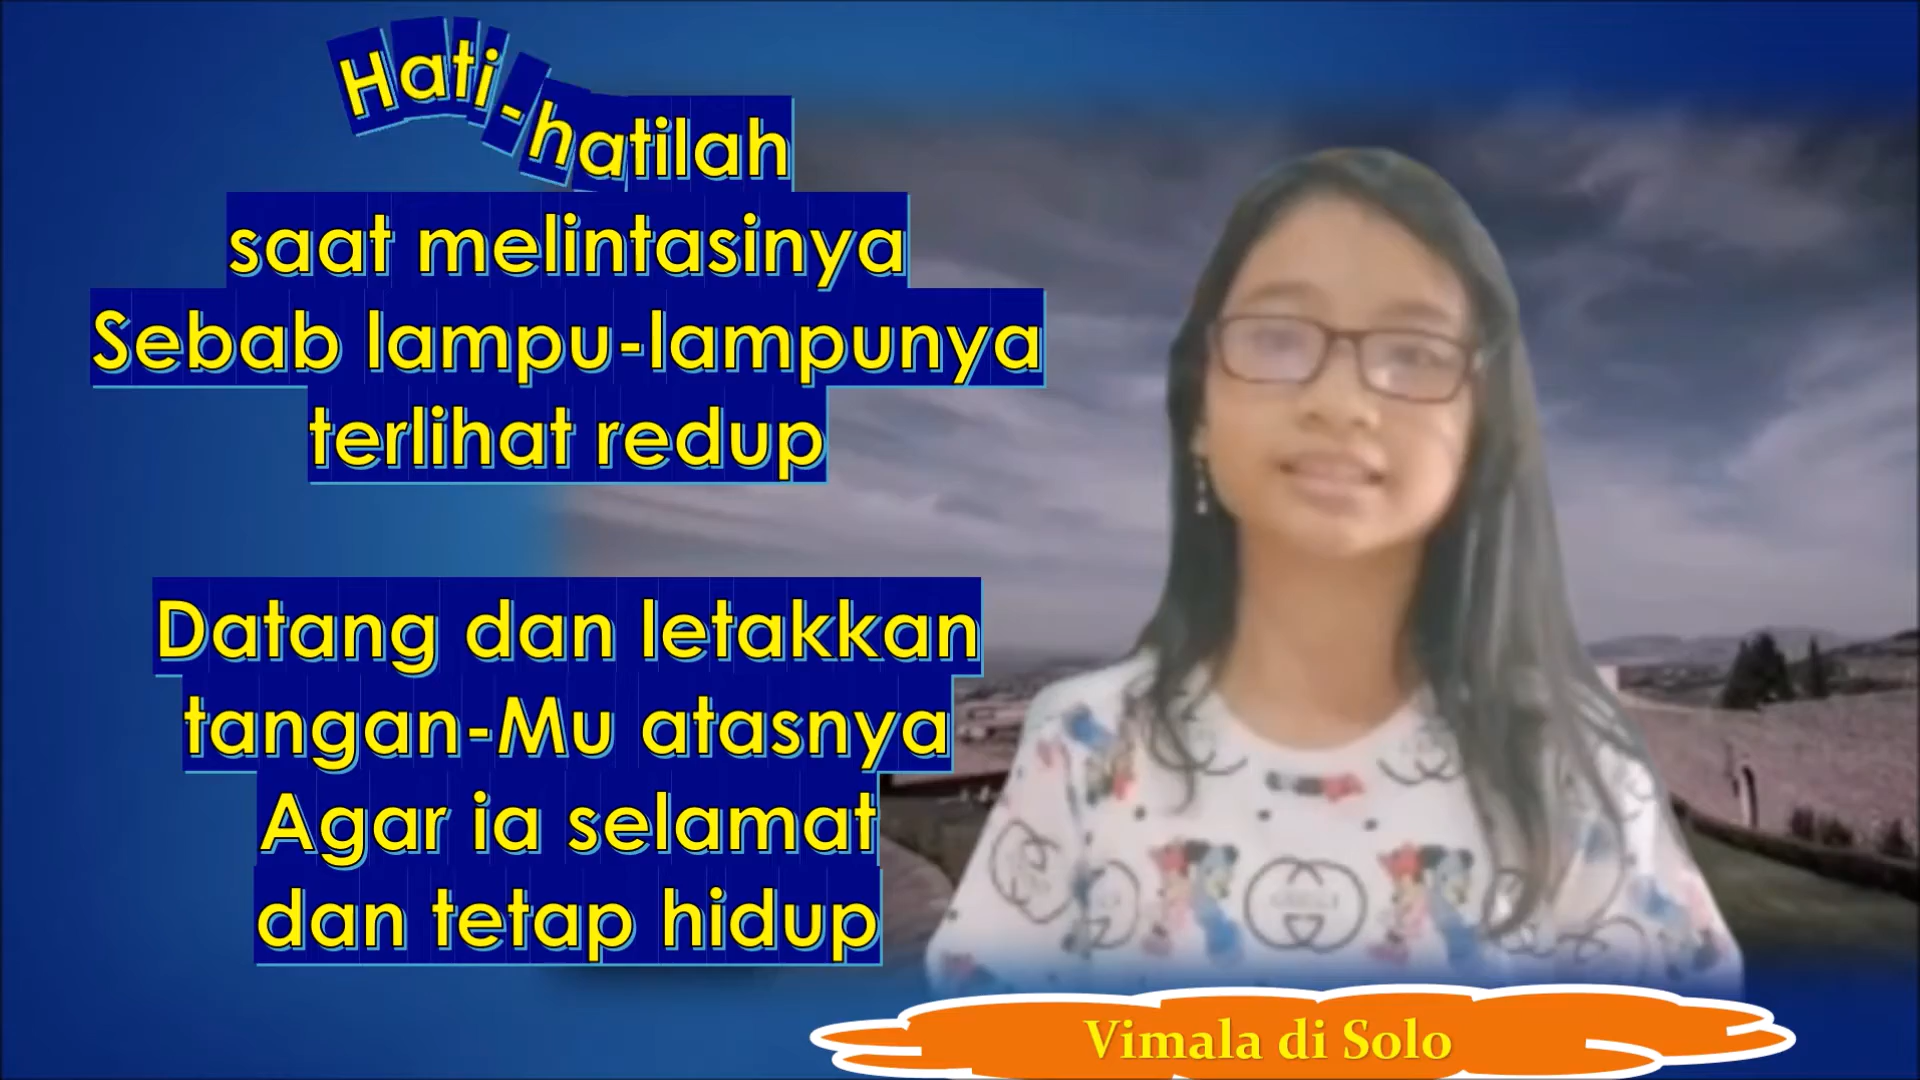 Hati-hatilah
saat melintasinya
Sebab lampu-lampunya
terlihat redup
Datang dan letakkan
tangan-Mu atasnya
Agar ia selamat
dan tetap hidup
Vimala di Solo